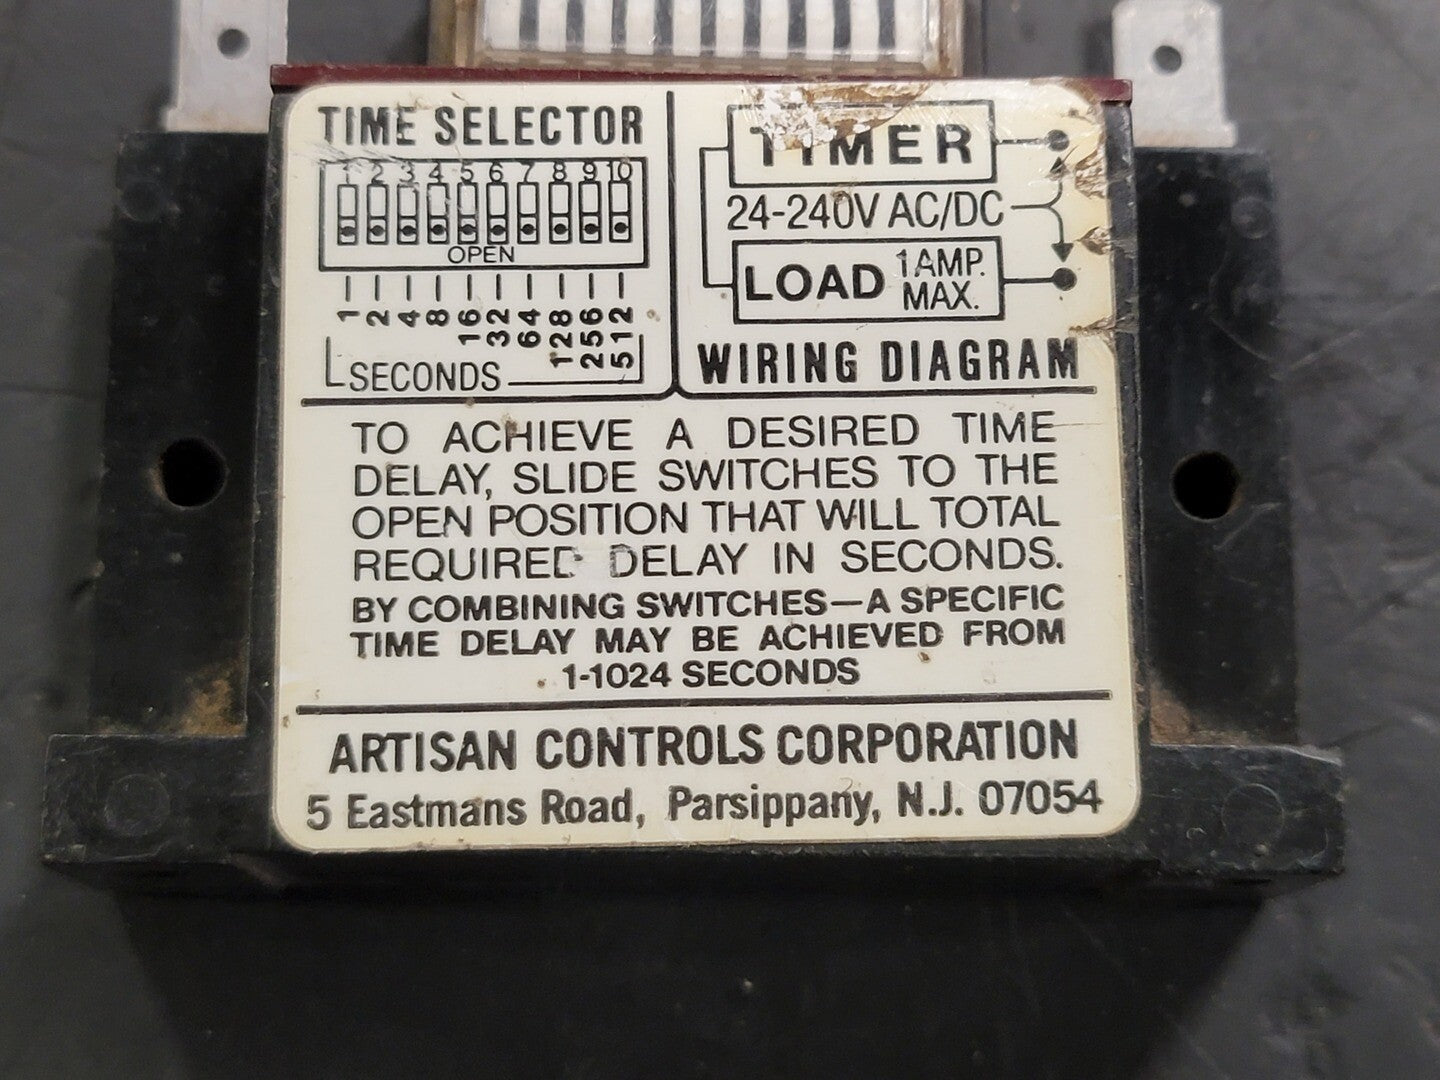 TIME SELECTOR
1 2 3 4 5 6 7 8 9 10
OPEN
1 2 4 8 16 32 64 128 256 512
SECONDS
TIMER
24-240V AC/DC
LOAD 1 AMP. MAX.
WIRING DIAGRAM
TO ACHIEVE A DESIRED TIME
DELAY, SLIDE SWITCHES TO THE
OPEN POSITION THAT WILL TOTAL
REQUIRED DELAY IN SECONDS.
BY COMBINING SWITCHES—A SPECIFIC
TIME DELAY MAY BE ACHIEVED FROM
1-1024 SECONDS
ARTISAN CONTROLS CORPORATION
5 Eastmans Road, Parsippany, N.J. 07054